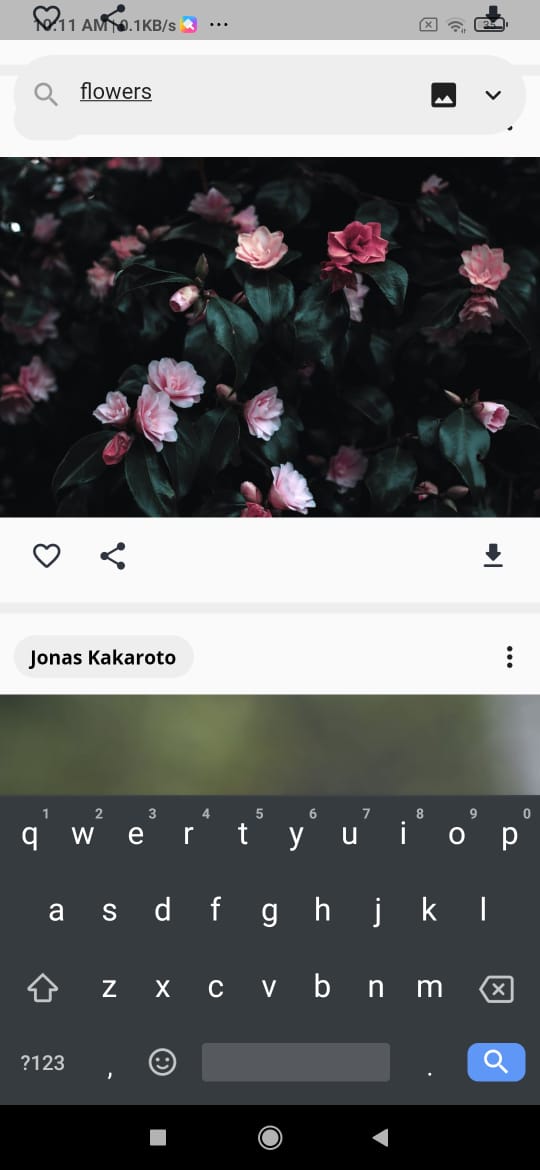 10:11 AM | 0.1KB/s ...
35
flowers
Jonas Kakaroto
1 2 3 4 5 6 7 8 9 0
q w e r t y u i o p
a s d f g h j k l
z x c v b n m
?123 , .